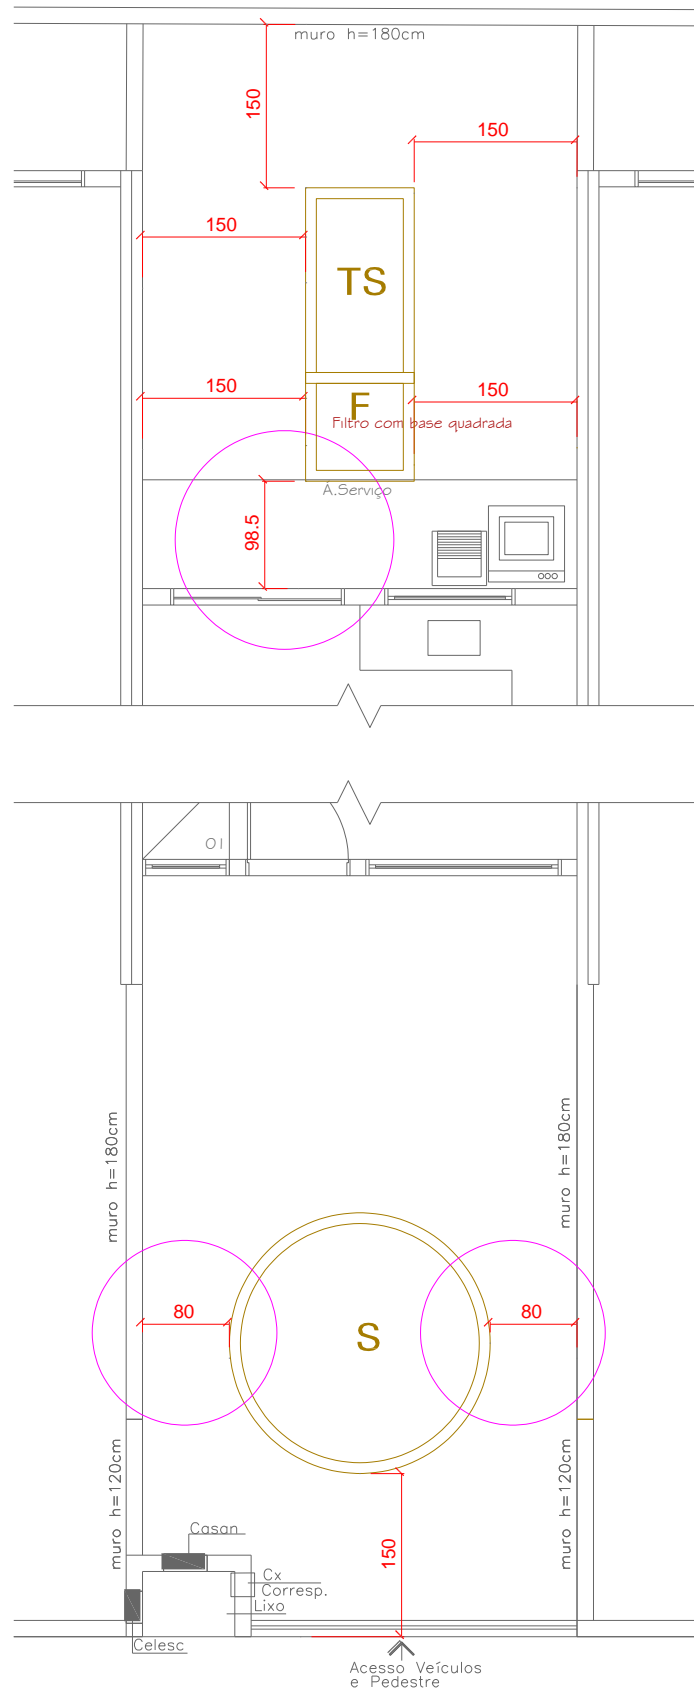 muro h=180cm
150
150
150
TS
150
150
F
Filtro com base quadrada
Á.Serviço
98.5
01
muro h=180cm
muro h=180cm
80
80
S
muro h=120cm
muro h=120cm
150
Casan
Cx
Corresp.
Lixo
Celesc
Acesso Veículos
e Pedestre